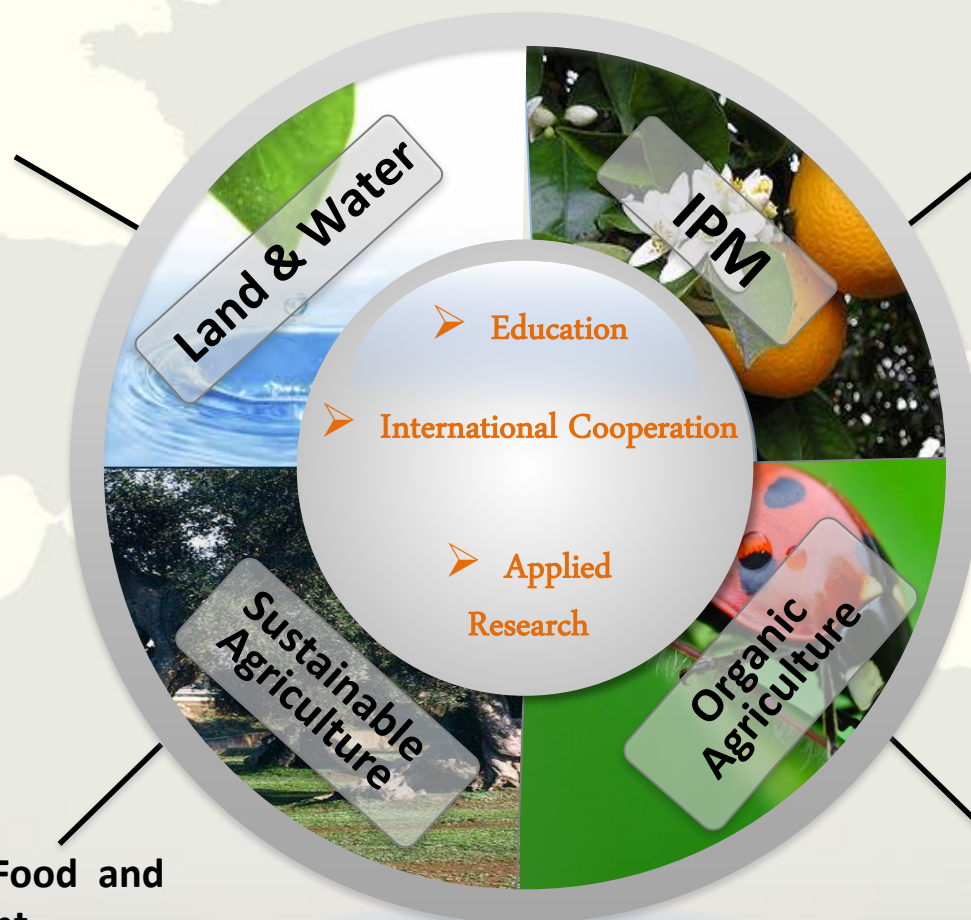 Land & Water
IPM
Education
International Cooperation
Applied
Research
Sustainable
Agriculture
Organic
Agriculture
Food and